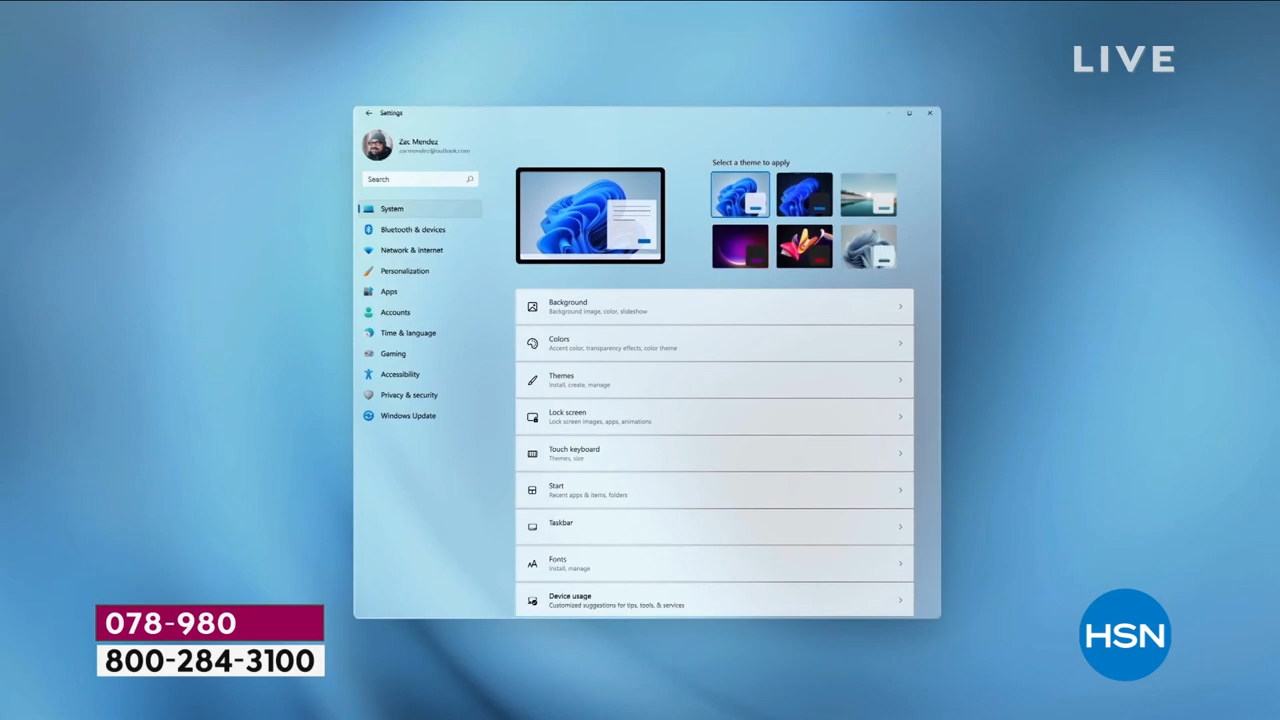 LIVE
Settings
Zac Mendez
zacmendez@outlook.com
Search
System
Bluetooth & devices
Network & internet
Personalization
Apps
Accounts
Time & language
Gaming
Accessibility
Privacy & security
Windows Update
Select a theme to apply
Background
Background image, color, slideshow
Colors
Accent color, transparency effects, color theme
Themes
Install, create, manage
Lock screen
Lock screen images, apps, animations
Touch keyboard
Themes, size
Start
Recent apps & items, folders
Taskbar
Fonts
Install, manage
Device usage
Customized suggestions for tips, tools, & services
078-980
800-284-3100
HSN